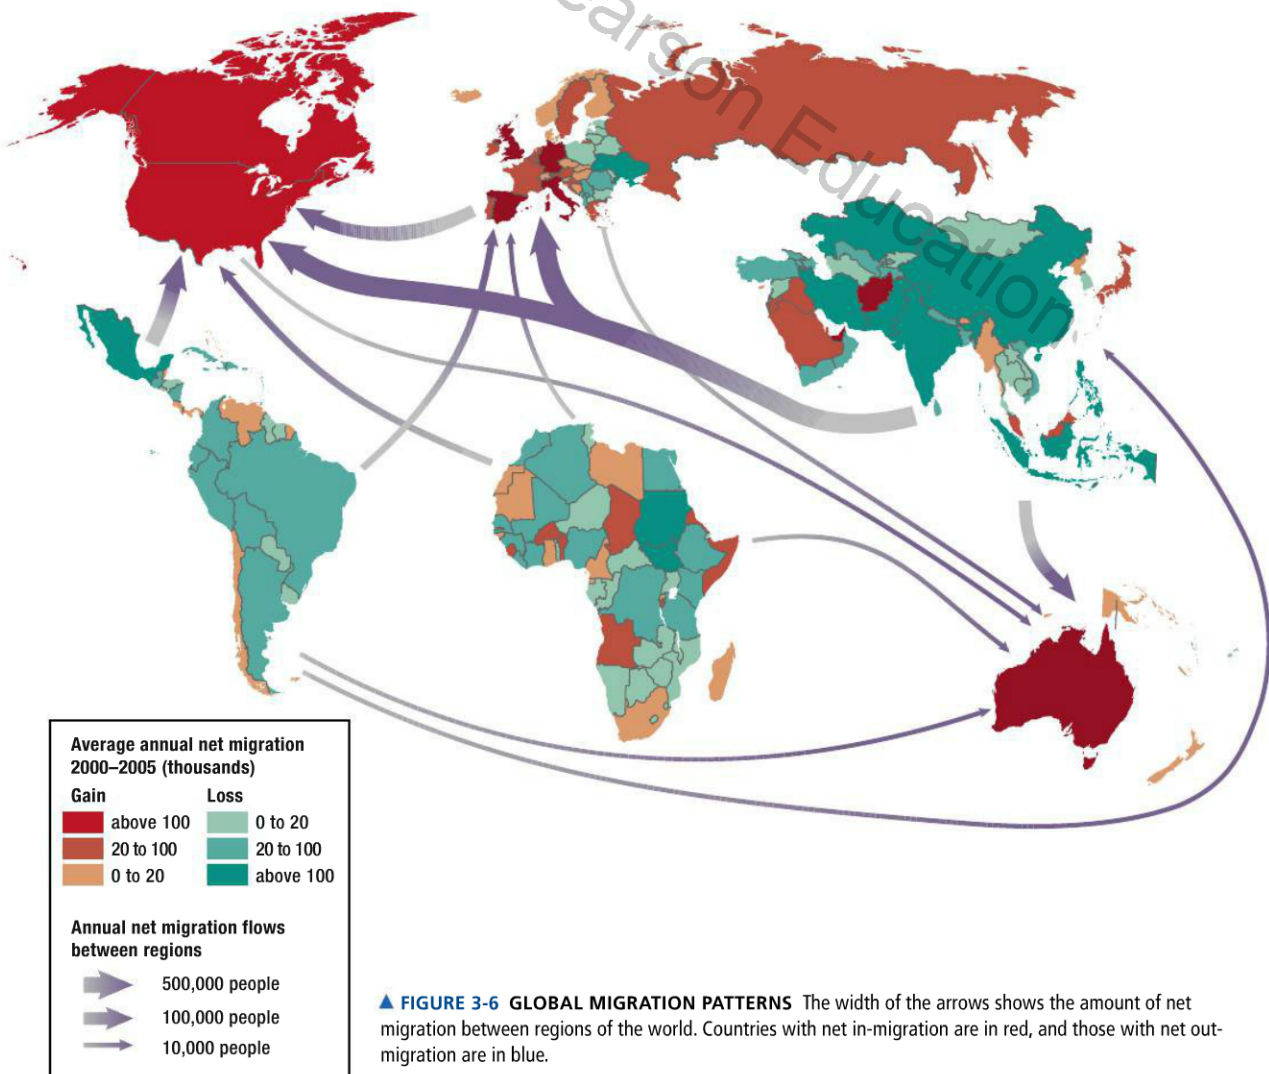 earson Education
Average annual net migration
2000–2005 (thousands)
Gain Loss
above 100 0 to 20
20 to 100 20 to 100
0 to 20 above 100
Annual net migration flows
between regions
500,000 people
100,000 people
10,000 people
▲ FIGURE 3-6 GLOBAL MIGRATION PATTERNS The width of the arrows shows the amount of net
migration between regions of the world. Countries with net in-migration are in red, and those with net out-
migration are in blue.